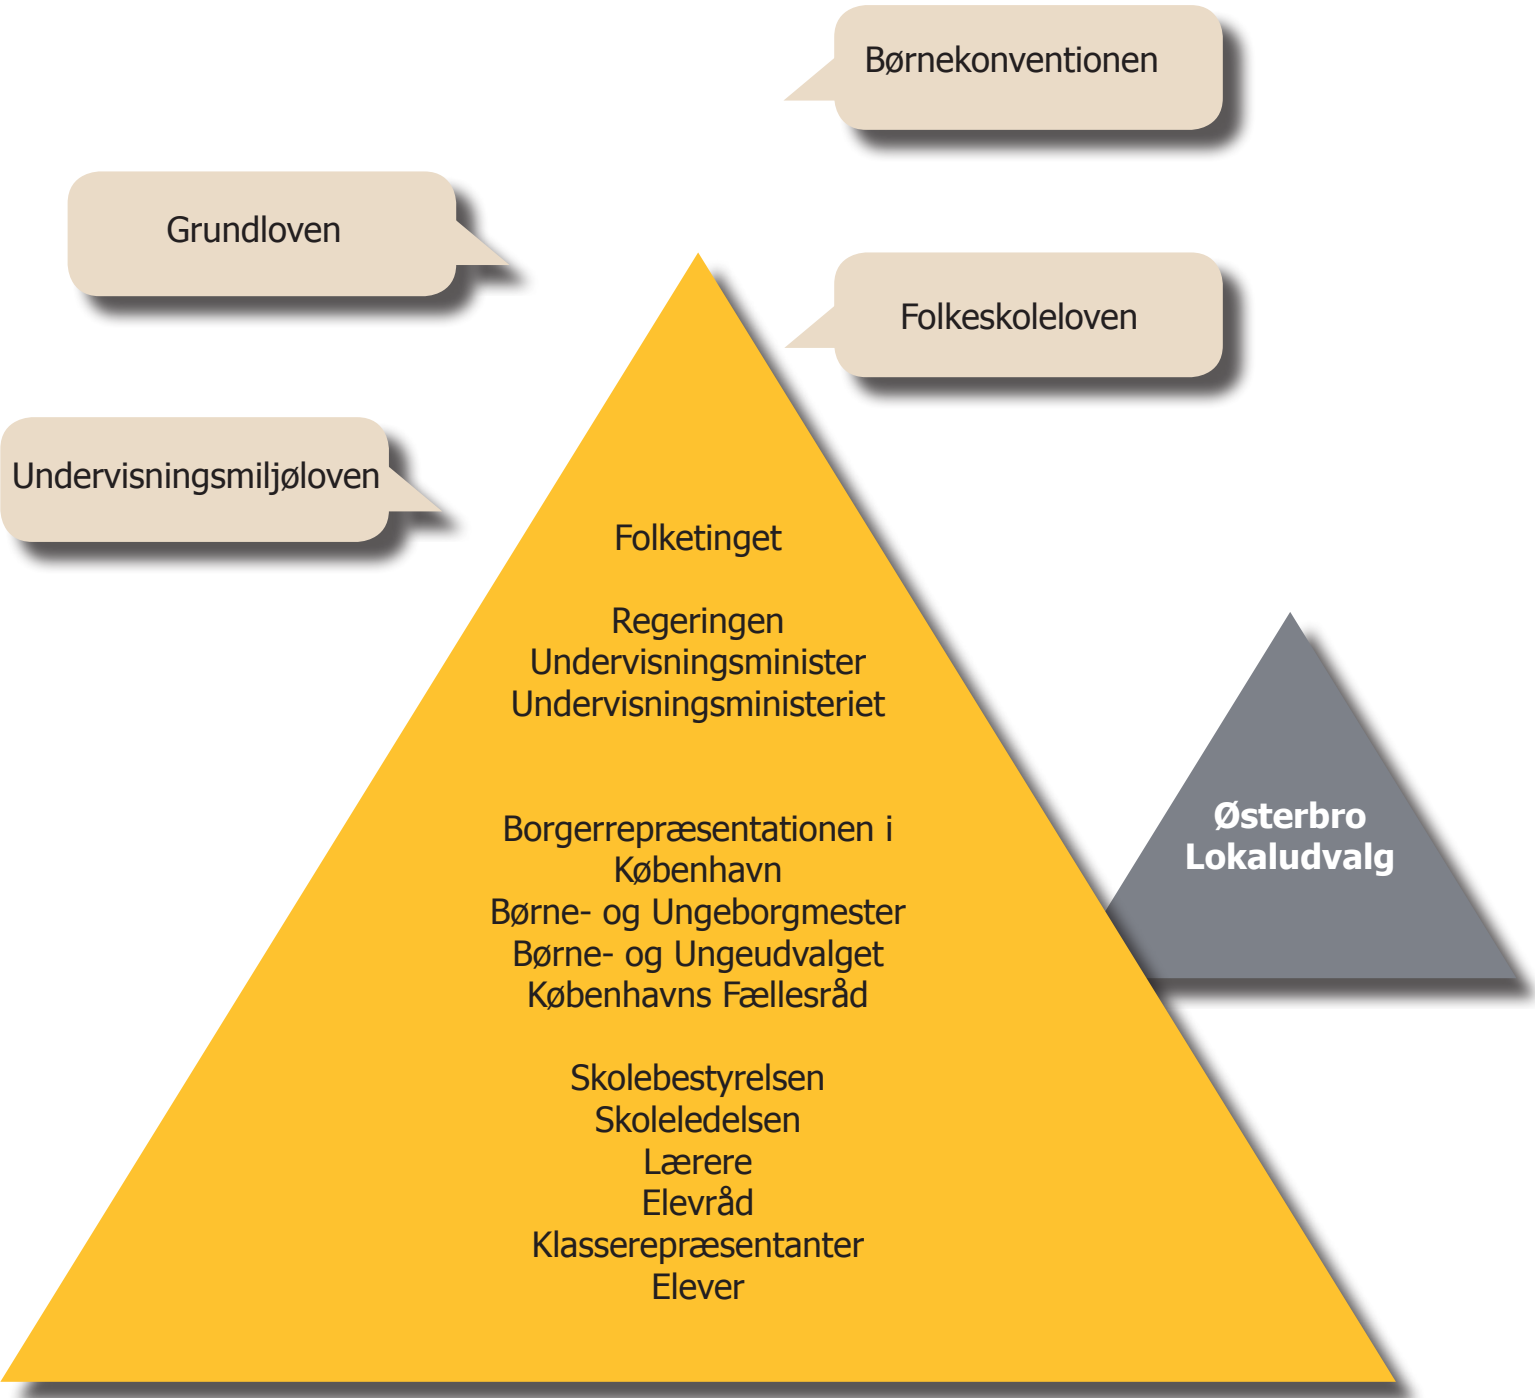 Børnekonventionen
Grundloven
Folkeskoleloven
Undervisningsmiljøloven
Folketinget
Regeringen
Undervisningsminister
Undervisningsministeriet
Borgerrepræsentationen i
København
Børne- og Ungeborgmester
Børne- og Ungeudvalget
Københavns Fællesråd
Skolebestyrelsen
Skoleledelsen
Lærere
Elevråd
Klasserepræsentanter
Elever
Østerbro
Lokaludvalg